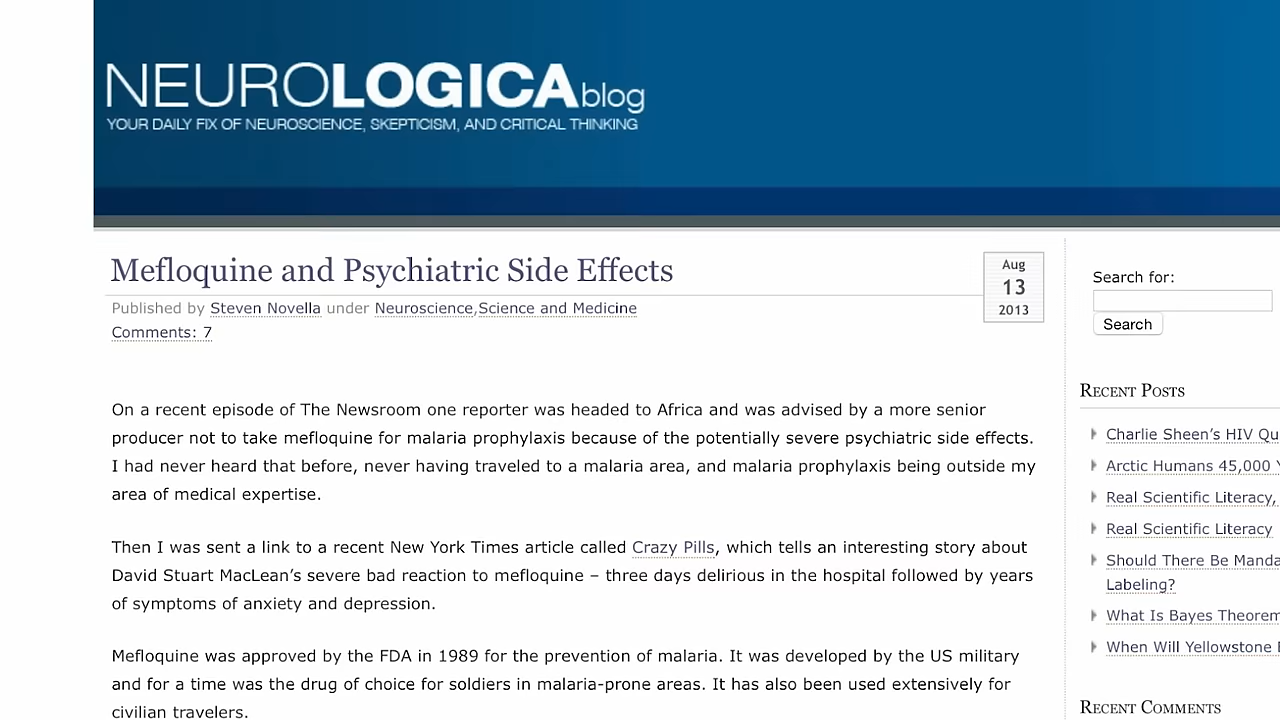 NEUROLOGICA blog
YOUR DAILY FIX OF NEUROSCIENCE, SKEPTICISM, AND CRITICAL THINKING
Mefloquine and Psychiatric Side Effects
Aug
13
2013
Published by Steven Novella under Neuroscience,Science and Medicine
Comments: 7
On a recent episode of The Newsroom one reporter was headed to Africa and was advised by a more senior
producer not to take mefloquine for malaria prophylaxis because of the potentially severe psychiatric side effects.
I had never heard that before, never having traveled to a malaria area, and malaria prophylaxis being outside my
area of medical expertise.
Then I was sent a link to a recent New York Times article called Crazy Pills, which tells an interesting story about
David Stuart MacLean’s severe bad reaction to mefloquine – three days delirious in the hospital followed by years
of symptoms of anxiety and depression.
Mefloquine was approved by the FDA in 1989 for the prevention of malaria. It was developed by the US military
and for a time was the drug of choice for soldiers in malaria-prone areas. It has also been used extensively for
civilian travelers.
Search for:
Search
Recent Posts
Charlie Sheen’s HIV
Arctic Humans 45,000
Real Scientific Literacy,
Real Scientific Literacy
Should There Be
Labeling?
What Is Bayes
When Will Yellowstone
Recent Comments